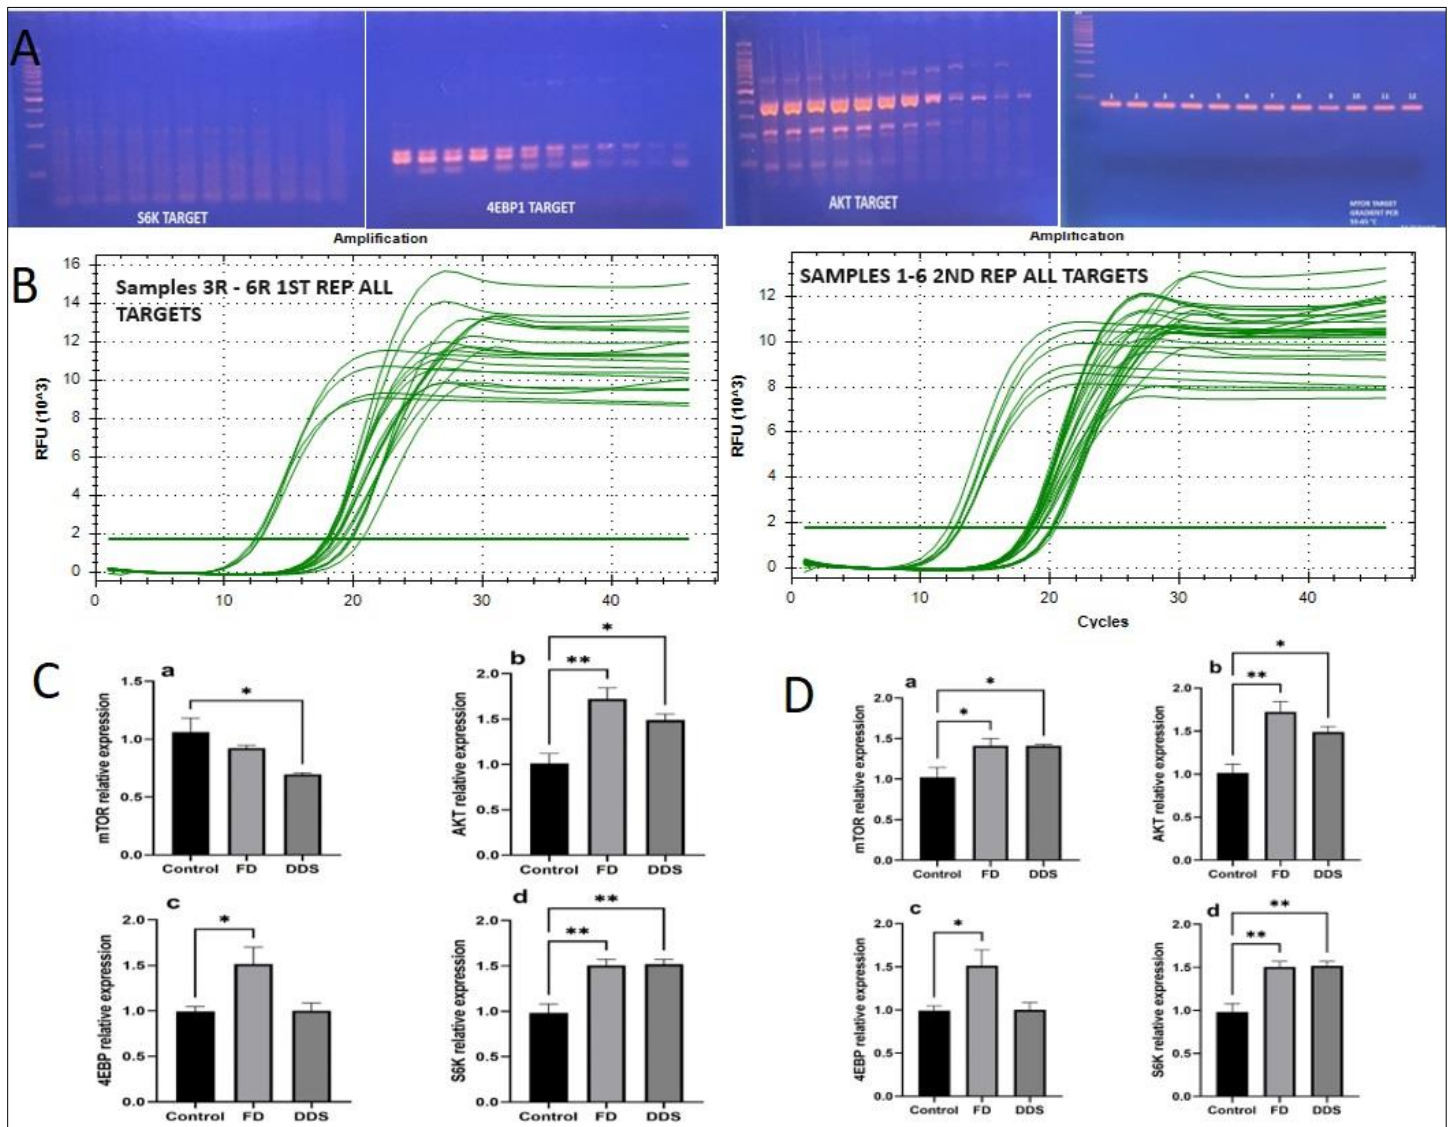 A
S6K TARGET
4EBP1 TARGET
AKT TARGET
1 2 3 4 5 6 7 8 9 10 11 12
MTOR TARGET
GRADIENT PCR
Amplification
Amplification
B
Samples 3R - 6R 1ST REP ALL
TARGETS
RFU (10^3)
16
14
12
10
8
6
4
2
0
0 10 20 30 40
SAMPLES 1-6 2ND REP ALL TARGETS
RFU (10^3)
12
10
8
6
4
2
0
0 10 20 30 40
Cycles
C
a
*
mTOR relative expression
1.5
1.0
0.5
0.0
Control FD DDS
b
*
**
AKT relative expression
2.0
1.5
1.0
0.5
0.0
Control FD DDS
c
*
4EBP relative expression
2.0
1.5
1.0
0.5
0.0
Control FD DDS
d
**
**
S6K relative expression
2.0
1.5
1.0
0.5
0.0
Control FD DDS
D
a
*
*
mTOR relative expression
2.0
1.5
1.0
0.5
0.0
Control FD DDS
b
*
**
AKT relative expression
2.0
1.5
1.0
0.5
0.0
Control FD DDS
c
*
4EBP relative expression
2.0
1.5
1.0
0.5
0.0
Control FD DDS
d
**
**
S6K relative expression
2.0
1.5
1.0
0.5
0.0
Control FD DDS